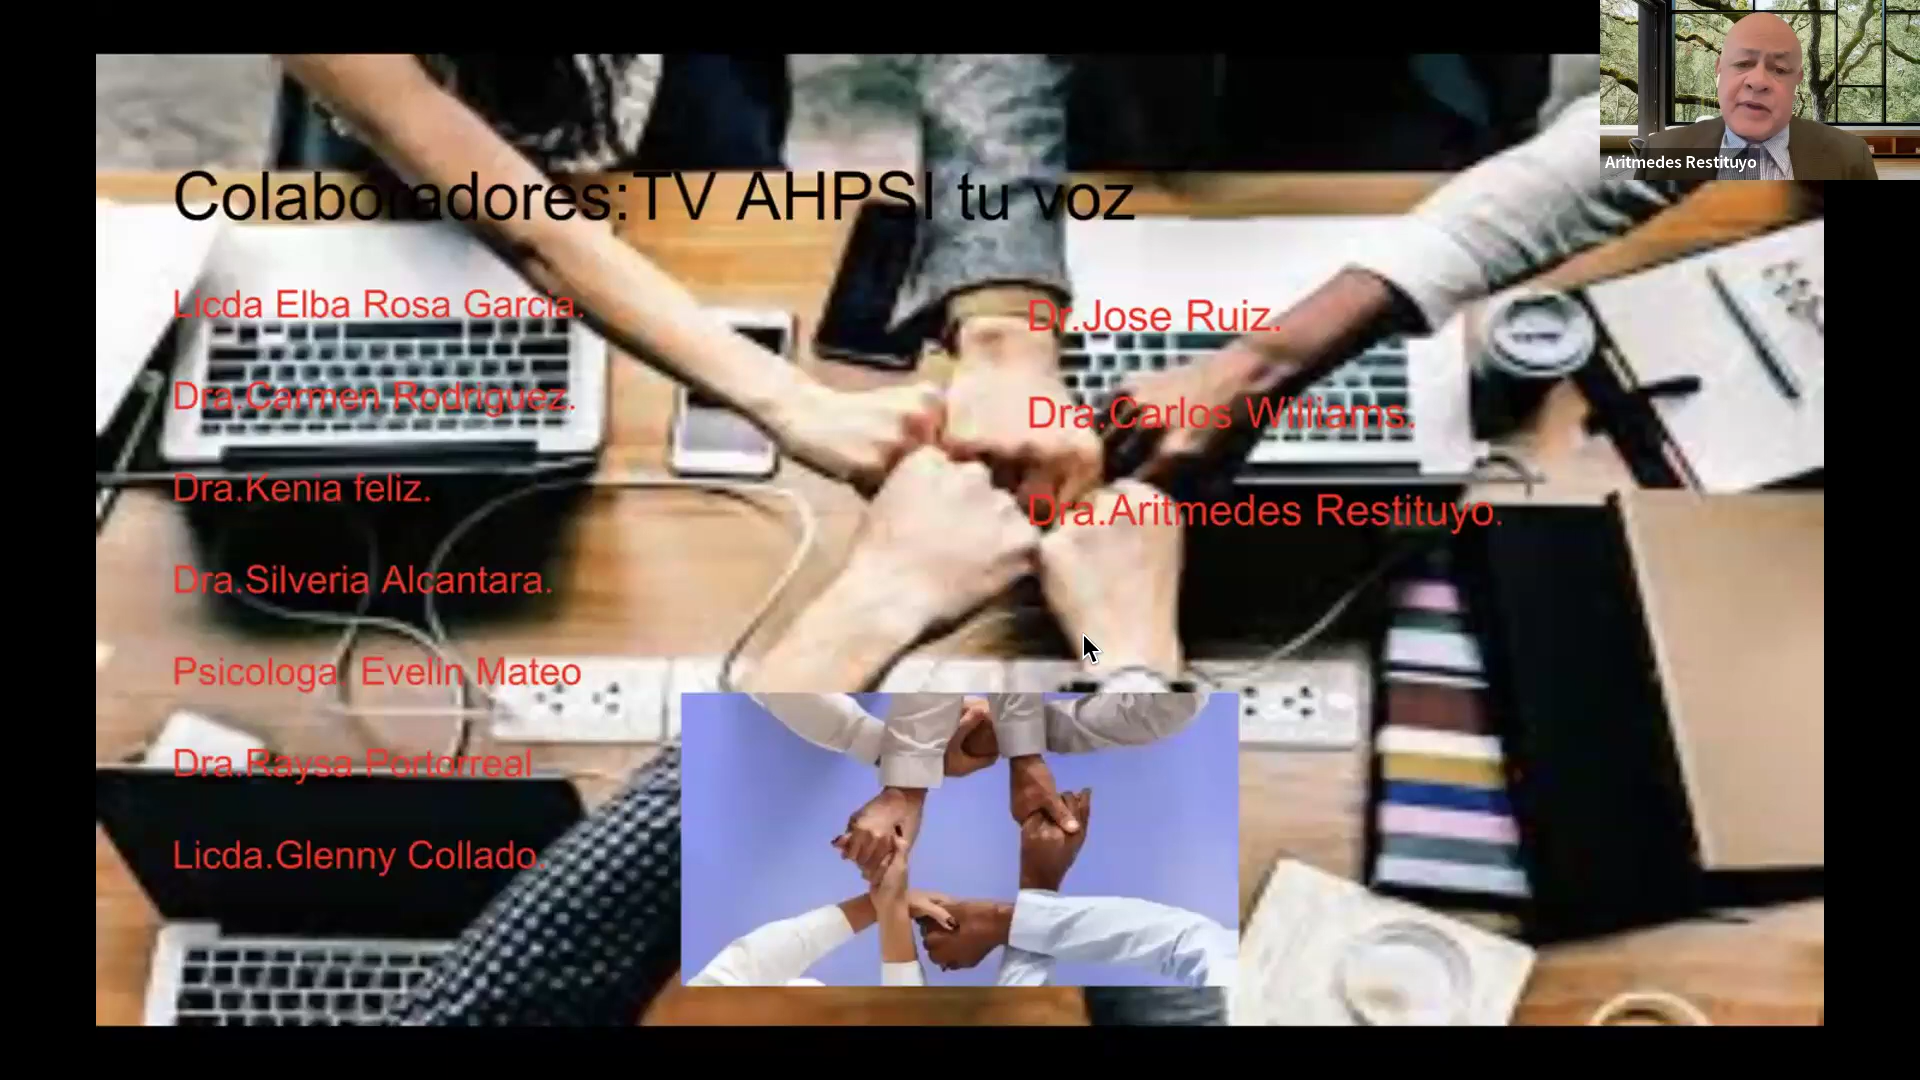 Colaboradores:TV AHPSI tu voz
Licda Elba Rosa Garcia.
Dra.Carmen Rodriguez.
Dra.Kenia feliz.
Dra.Silveria Alcantara.
Psicologa Evelin Mateo
Dra.Raysa Portorreal
Licda.Glenny Collado.
Dr.Jose Ruiz.
Dra.Carlos Williams.
Dra.Aritmedes Restituyo.
Aritmedes Restituyo